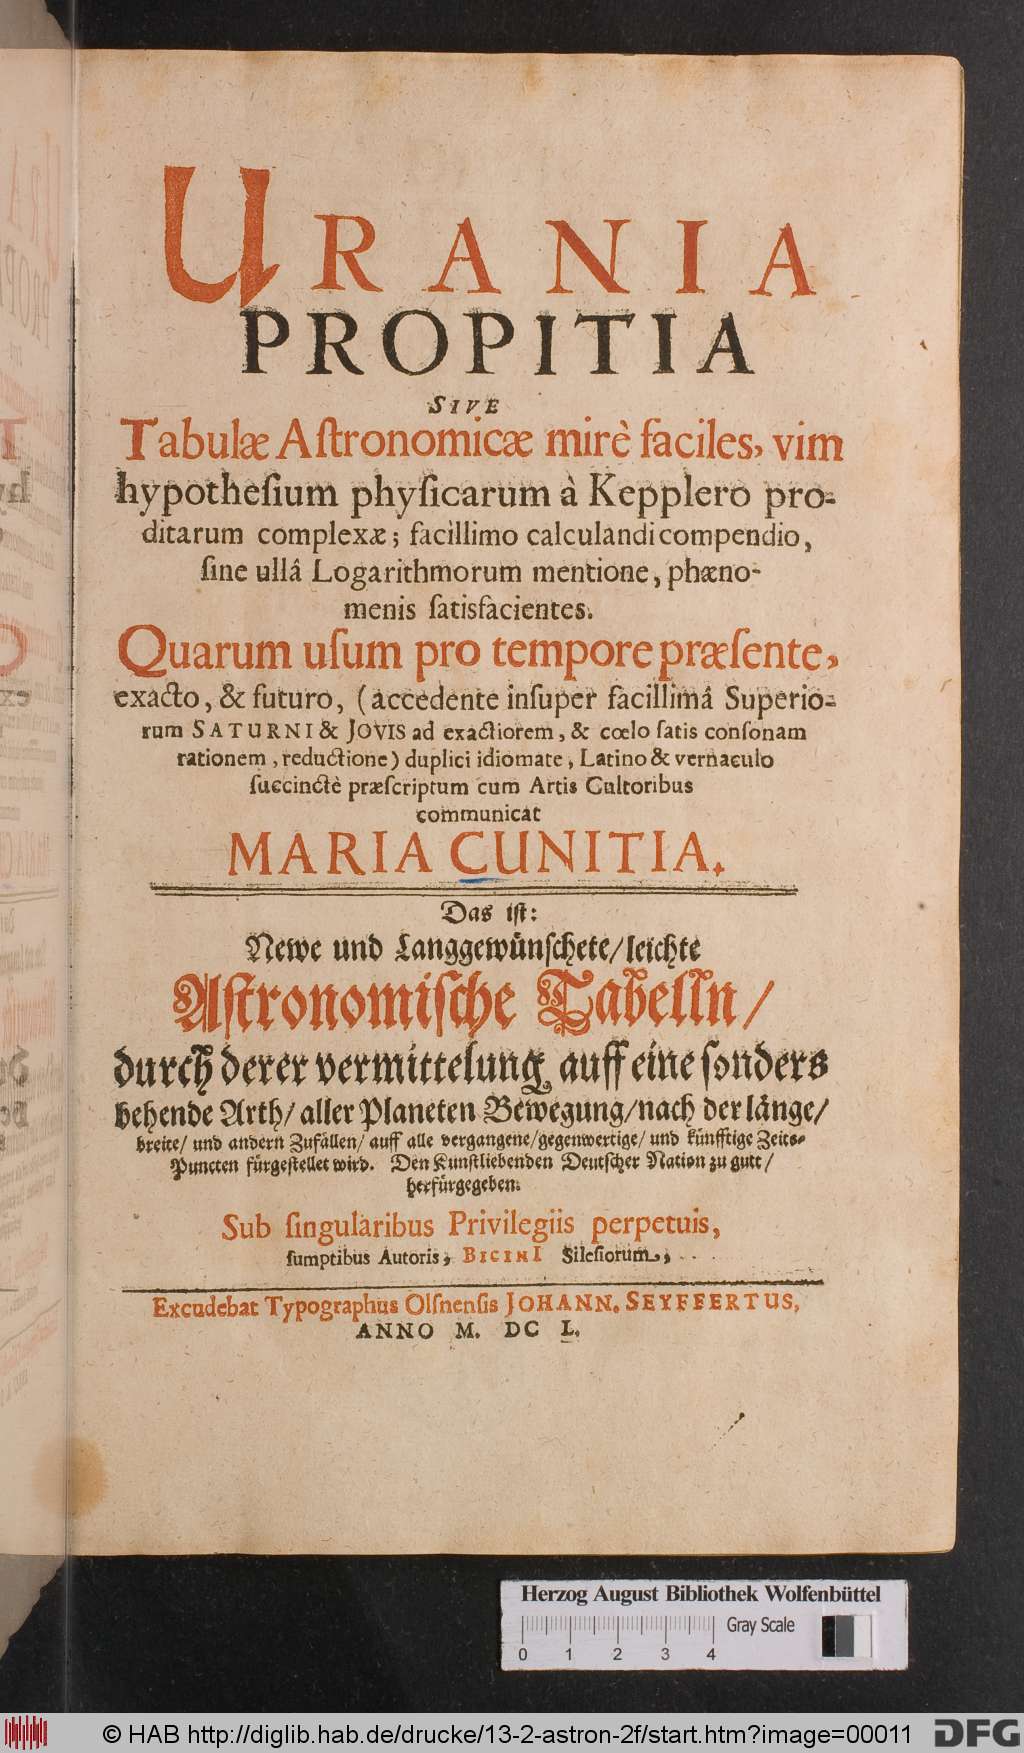 URANIA
PROPITIA
SIVE
Tabulæ Aſtronomicæ mirè faciles, vim
hypotheſium phyſicarum à Kepplero pro-
ditarum complexæ; facillimo calculandi compendio,
ſine ullâ Logarithmorum mentione, phæno-
menis ſatisfacientes.
Quarum uſum pro tempore præſente,
exacto, & futuro, (accedente inſuper facillimâ Superio-
rum SATURNI & JOVIS ad exactiorem, & cœlo ſatis conſonam
rationem, reductione) duplici idiomate, Latino & vernaculo
ſuccinctè præſcriptum cum Artis Cultoribus
communicat
MARIA CUNITIA.
Das iſt:
Newe und Langgewünſchete/ leichte
Aſtronomiſche Tabelln/
durch derer vermittelung auff eine ſonders
behende Arth/ aller Planeten Bewegung/ nach der länge/
breite/ und andern Zufällen/ auff alle vergangene/ gegenwertige/ und künfftige Zeits-
Puncten fürgeſtellet wird. Den Kunſtliebenden Deutſcher Nation zu gutt/
herfürgegeben.
Sub ſingularibus Privilegiis perpetuis,
ſumptibus Autoris, BICINI Sileſiorum,
Excudebat Typographus Olſnenſis JOHANN. SEYFFERTUS,
ANNO M. DC L.
Herzog August Bibliothek Wolfenbüttel
Gray Scale
0 1 2 3 4
© HAB http://diglib.hab.de/drucke/13-2-astron-2f/start.htm?image=00011
DFG